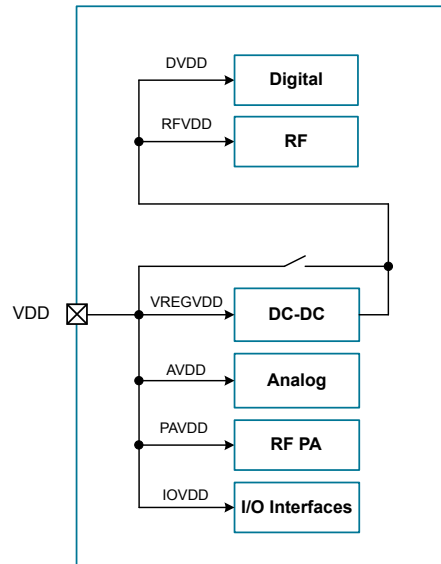 DVDD
Digital
RFVDD
RF
VDD
VREGVDD
DC-DC
AVDD
Analog
PAVDD
RF PA
IOVDD
I/O Interfaces